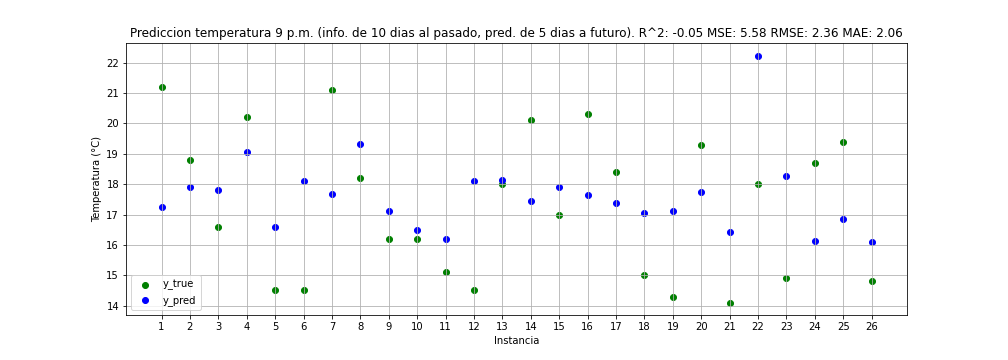 Prediccion temperatura 9 p.m. (info. de 10 dias al pasado, pred. de 5 dias a futuro). R^2: -0.05 MSE: 5.58 RMSE: 2.36 MAE: 2.06
Temperatura (°C)
22
21
20
19
18
17
16
15
14
y_true
y_pred
1 2 3 4 5 6 7 8 9 10 11 12 13 14 15 16 17 18 19 20 21 22 23 24 25 26
Instancia